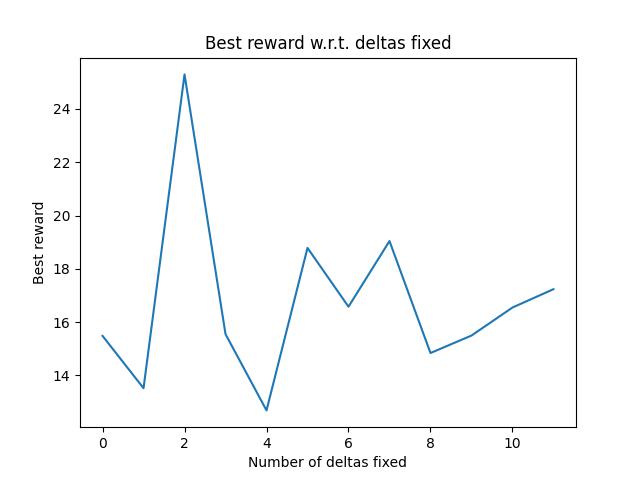 Best reward w.r.t. deltas fixed
24
22
20
18
16
14
Best reward
0 2 4 6 8 10
Number of deltas fixed